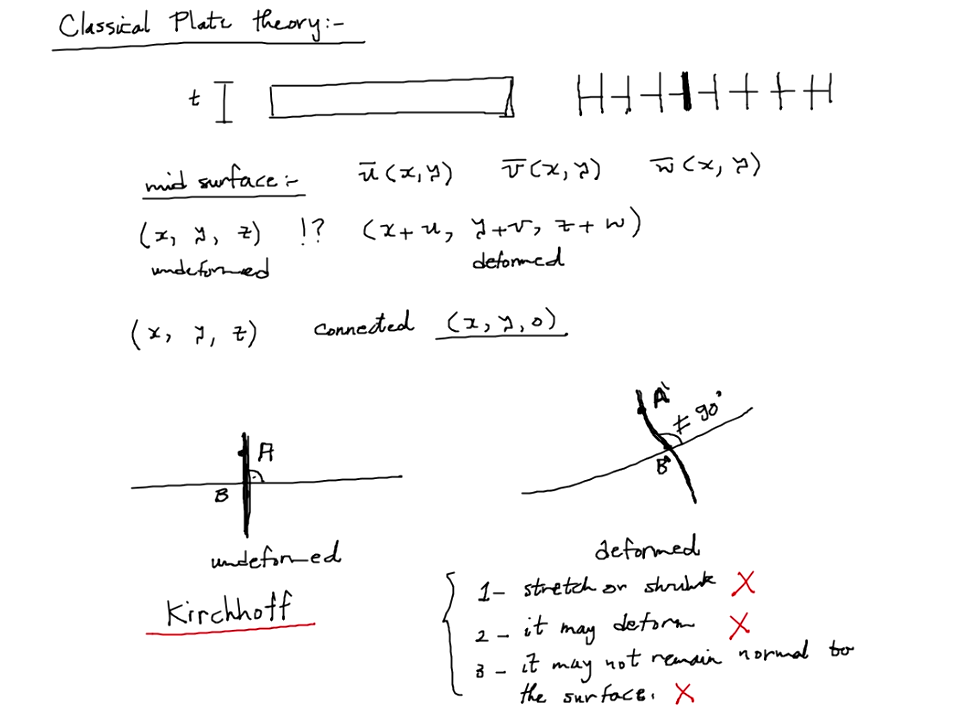 Classical Plate theory:-
t
mid surface:- ū(x,y) v̄(x,y) w̄(x,y)
(x, y, z) !? (x+u, y+v, z+w)
undeformed deformed
(x, y, z) connected (x, y, 0)
A
B
A'
≠ 90°
B'
undeformed
deformed
Kirchhoff
1- stretch or shrink X
2- it may deform X
3- it may not remain normal to
the surface. X